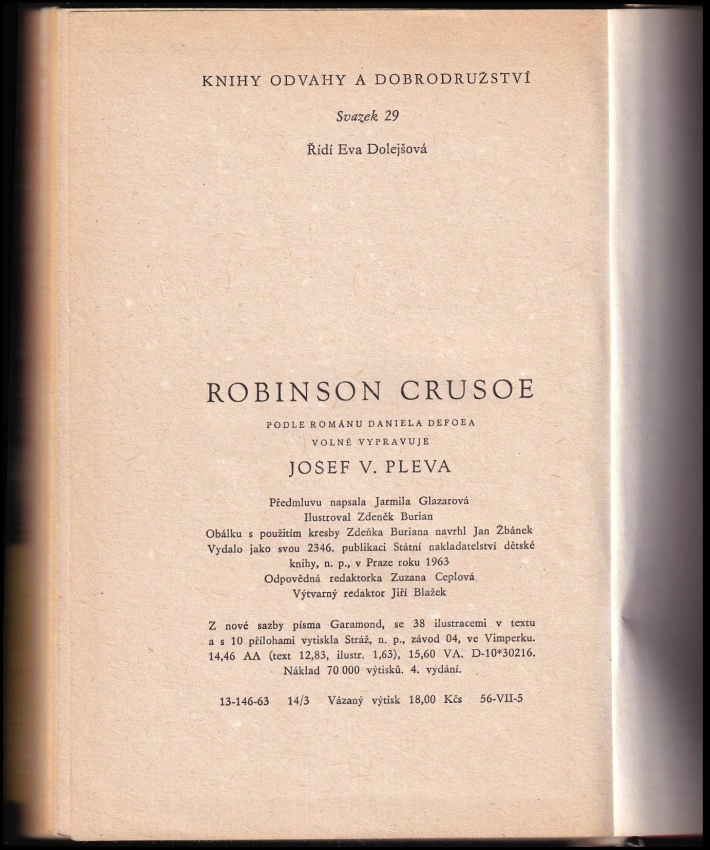 KNIHY ODVAHY A DOBRODRUŽSTVÍ
Svazek 29
Řídí Eva Dolejšová
ROBINSON CRUSOE
PODLE ROMÁNU DANIELA DEFOEA
VOLNĚ VYPRAVUJE
JOSEF V. PLEVA
Předmluvu napsala Jarmila Glazarová
Ilustroval Zdeněk Burian
Obálku s použitím kresby Zdeňka Buriana navrhl Jan Žbánek
Vydalo jako svou 2346. publikaci Státní nakladatelství dětské
knihy, n. p., v Praze roku 1963
Odpovědná redaktorka Zuzana Ceplová
Výtvarný redaktor Jiří Blažek
Z nové sazby písma Garamond, se 38 ilustracemi v textu
a s 10 přílohami vytiskla Stráž, n. p., závod 04, ve Vimperku.
14,46 AA (text 12,83, ilustr. 1,63), 15,60 VA. D-10*30216.
Náklad 70 000 výtisků. 4. vydání.
13-146-63 14/3 Vázaný výtisk 18,00 Kčs 56-VII-5